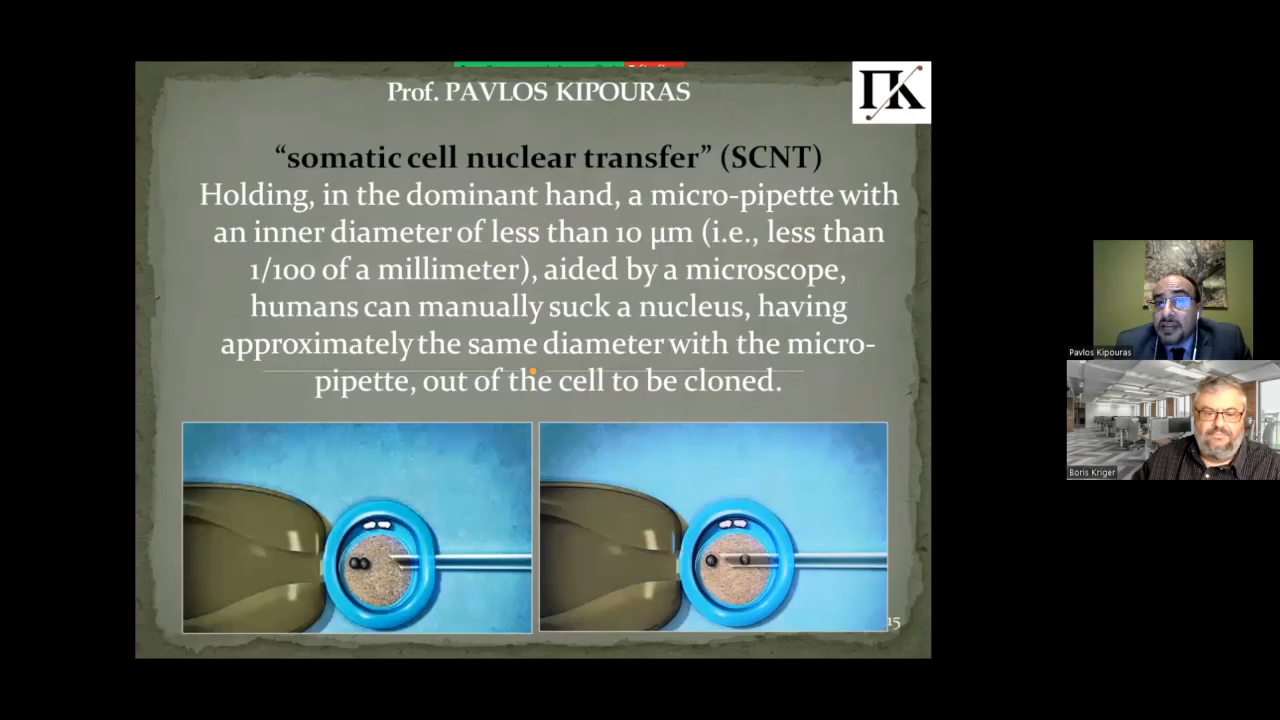 Prof. PAVLOS KIPOURAS
ΠΚ
“somatic cell nuclear transfer” (SCNT)
Holding, in the dominant hand, a micro-pipette with
an inner diameter of less than 10 μm (i.e., less than
1/100 of a millimeter), aided by a microscope,
humans can manually suck a nucleus, having
approximately the same diameter with the micro-
pipette, out of the cell to be cloned.
15
Pavlos Kipouras
Boris Kriger